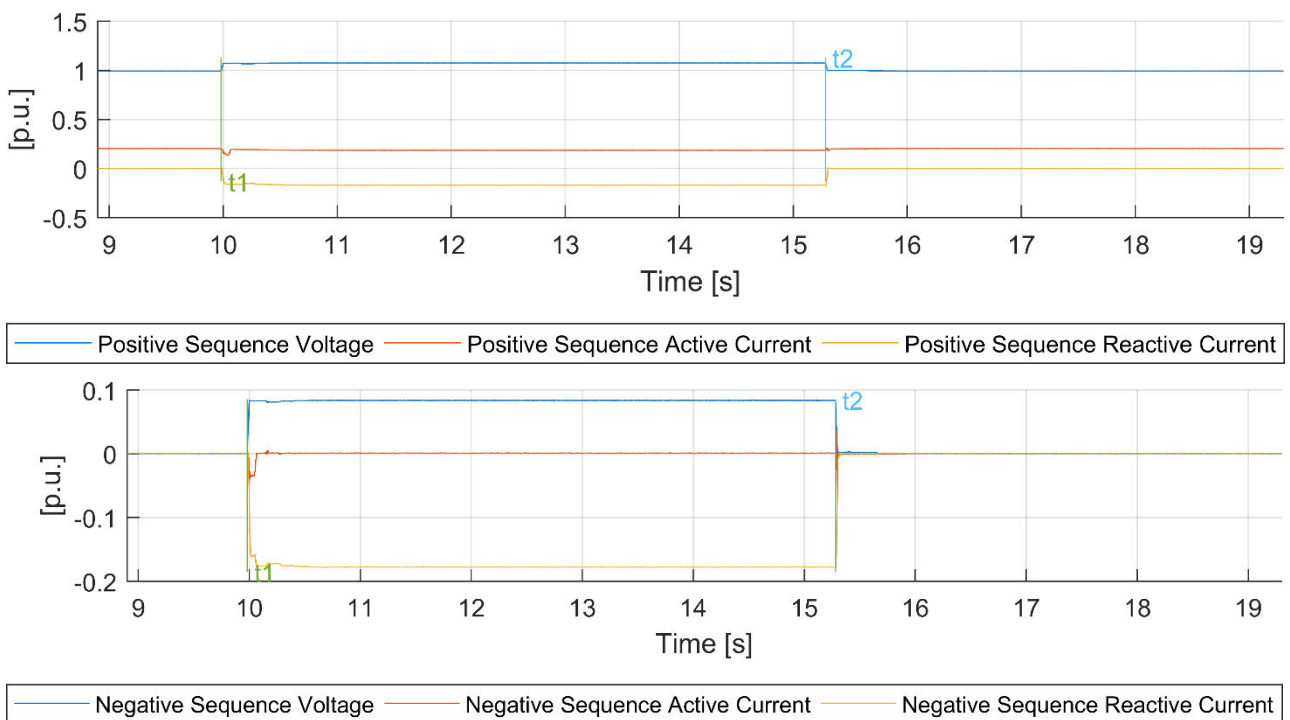 1.5
1
0.5
0
-0.5
[p.u.]
t1
t2
9 10 11 12 13 14 15 16 17 18 19
Time [s]
Positive Sequence Voltage Positive Sequence Active Current Positive Sequence Reactive Current
0.1
0
-0.1
-0.2
[p.u.]
t1
t2
9 10 11 12 13 14 15 16 17 18 19
Time [s]
Negative Sequence Voltage Negative Sequence Active Current Negative Sequence Reactive Current